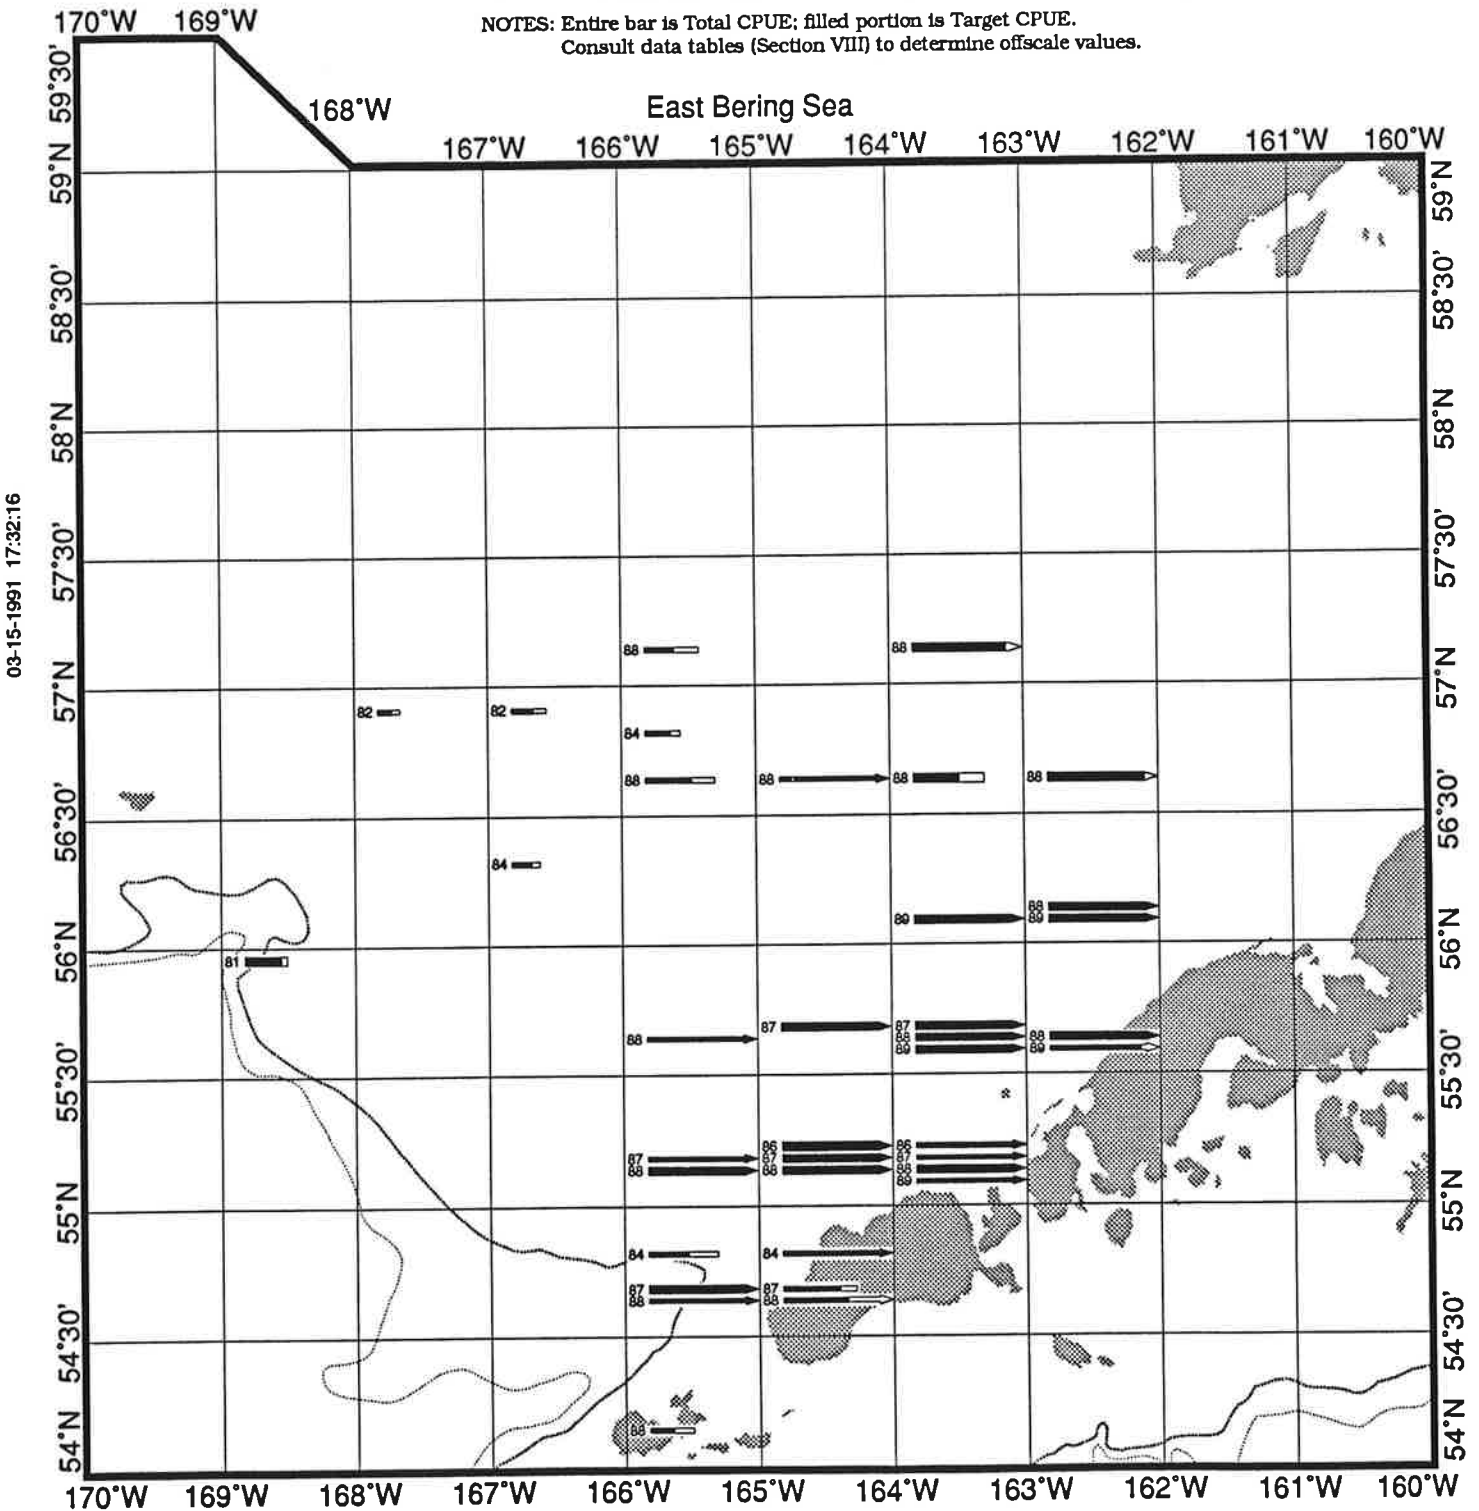 NOTES: Entire bar is Total CPUE; filled portion is Target CPUE.
Consult data tables (Section VIII) to determine offscale values.
170°W 169°W
168°W
East Bering Sea
167°W 166°W 165°W 164°W 163°W 162°W 161°W 160°W
59°30'
59°N 59°N
58°30' 58°30'
58°N 58°N
03-15-1991 17:32:16
57°30' 57°30'
88 88
57°N 57°N
82 82
84
88 88 88 88
56°30' 56°30'
84
88
89 89
56°N 56°N
81
87 87
88 88 88
89 89
55°30' 55°30'
86 86
87 87 87
88 88 88
89
55°N 55°N
84 84
87 87
88 88
54°30' 54°30'
88
54°N 54°N
170°W 169°W 168°W 167°W 166°W 165°W 164°W 163°W 162°W 161°W 160°W